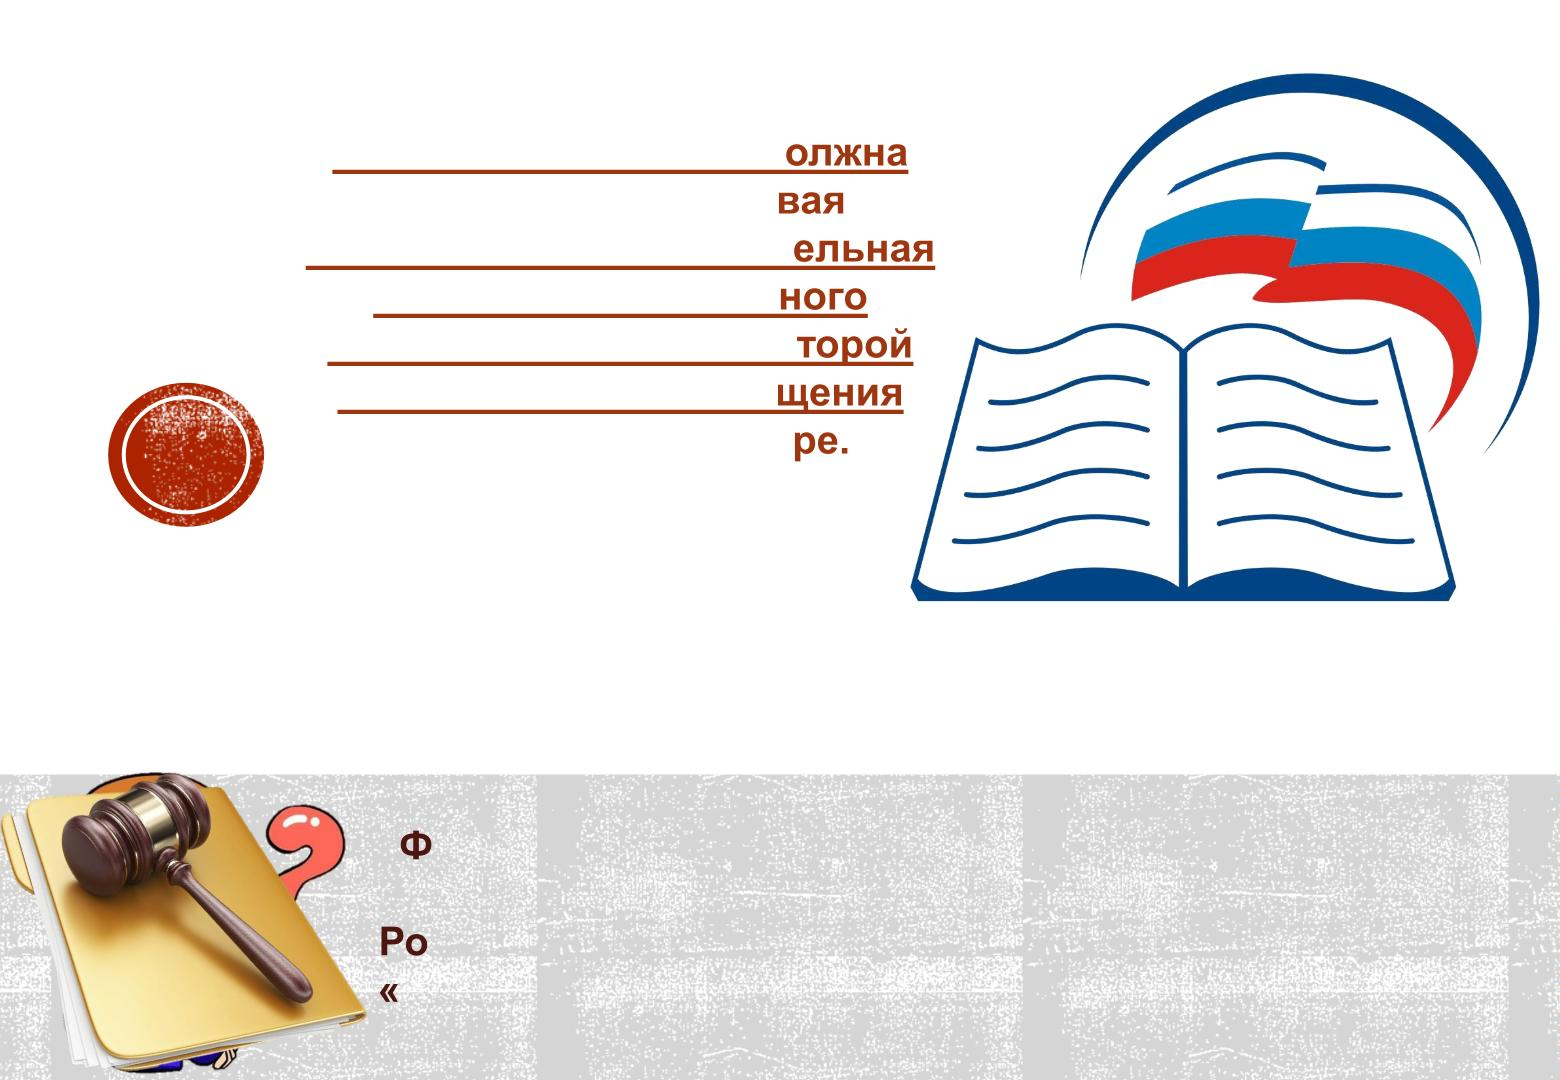 олжна
вая
ельная
ного
торой
щения
ре.
Ф
Ро
«